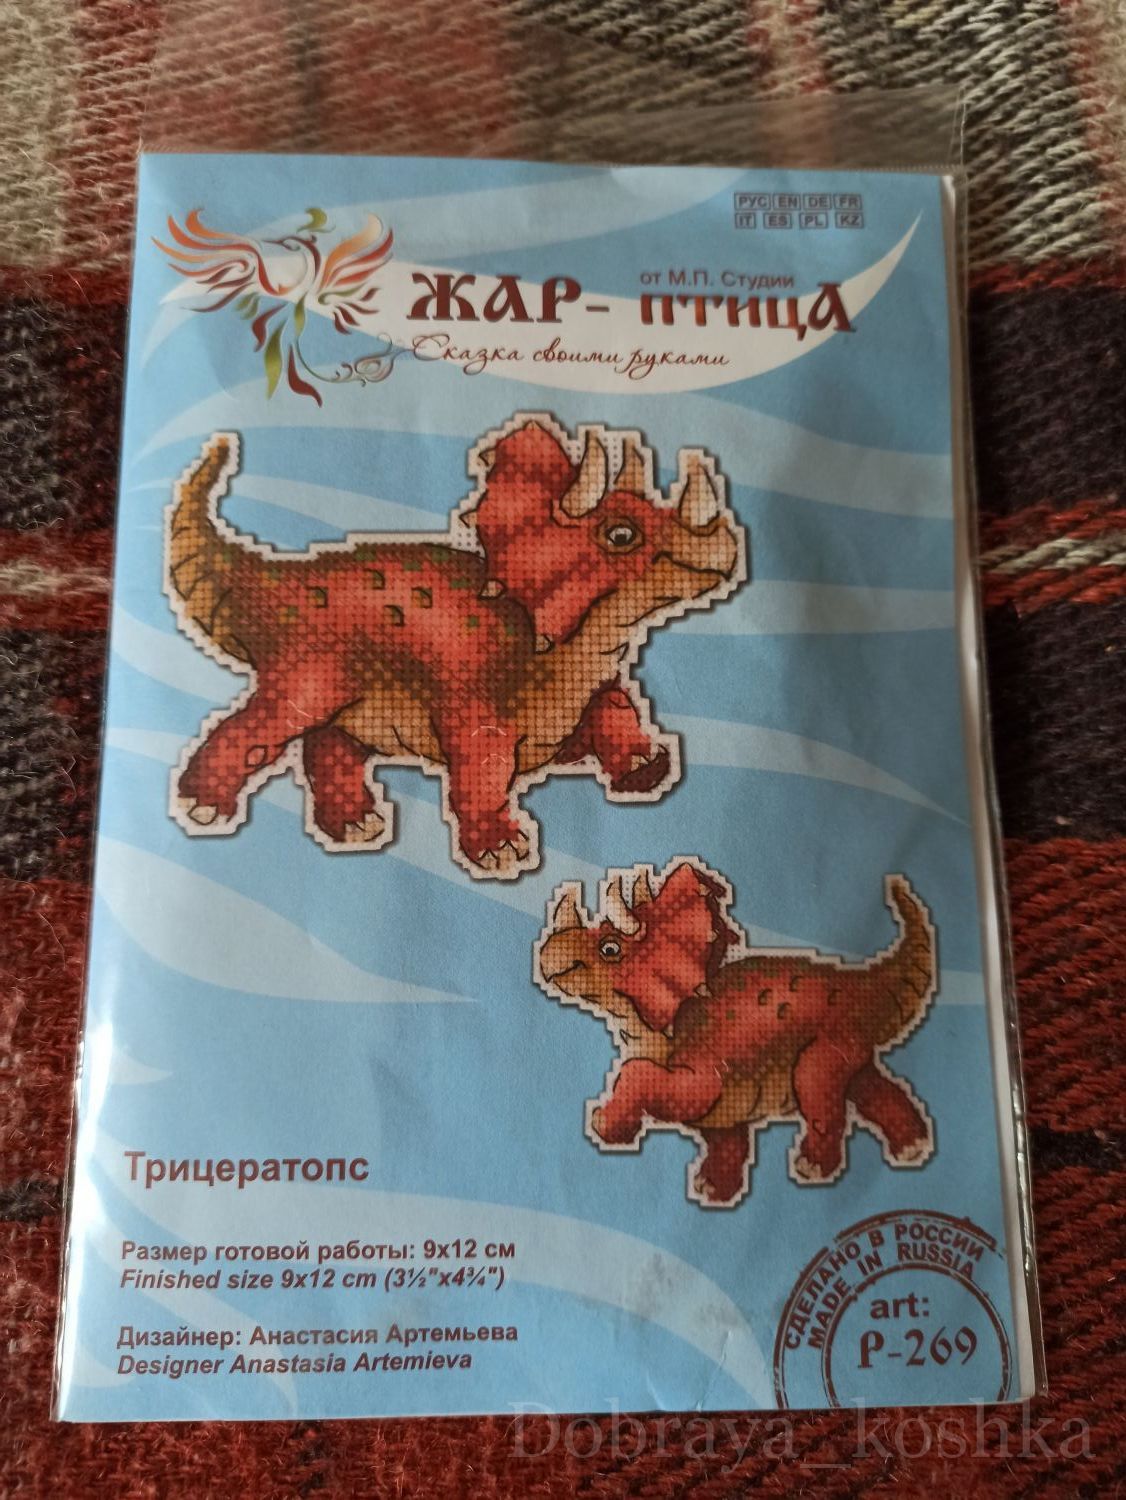 РУС EN DE FR
IT ES PL KZ
от М.П. Студии
ЖАР-ПТИЦА
Сказка своими руками
Трицератопс
Размер готовой работы: 9х12 см
Finished size 9x12 cm (3½"x4¾")
Дизайнер: Анастасия Артемьева
Designer Anastasia Artemieva
СДЕЛАНО В РОССИИ
MADE IN RUSSIA
art:
P-269
Dobraya_koshka